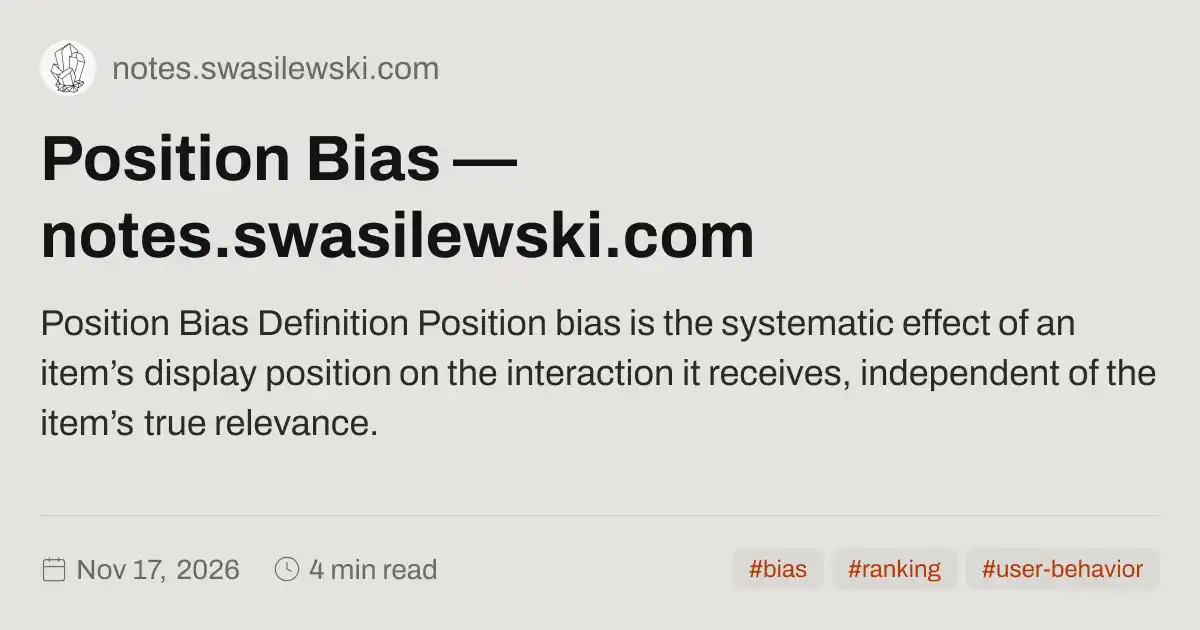 notes.swasilewski.com
Position Bias —
notes.swasilewski.com
Position Bias Definition Position bias is the systematic effect of an
item’s display position on the interaction it receives, independent of the
item’s true relevance.
Nov 17, 2026 4 min read #bias #ranking #user-behavior